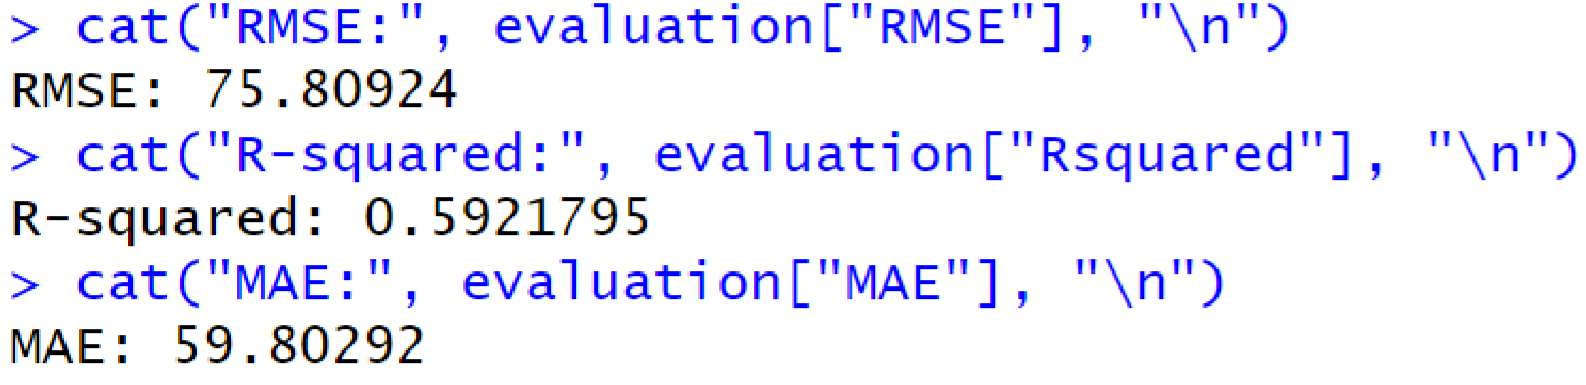 > cat("RMSE:", evaluation["RMSE"], "\n")
RMSE: 75.80924
> cat("R-squared:", evaluation["Rsquared"], "\n")
R-squared: 0.5921795
> cat("MAE:", evaluation["MAE"], "\n")
MAE: 59.80292